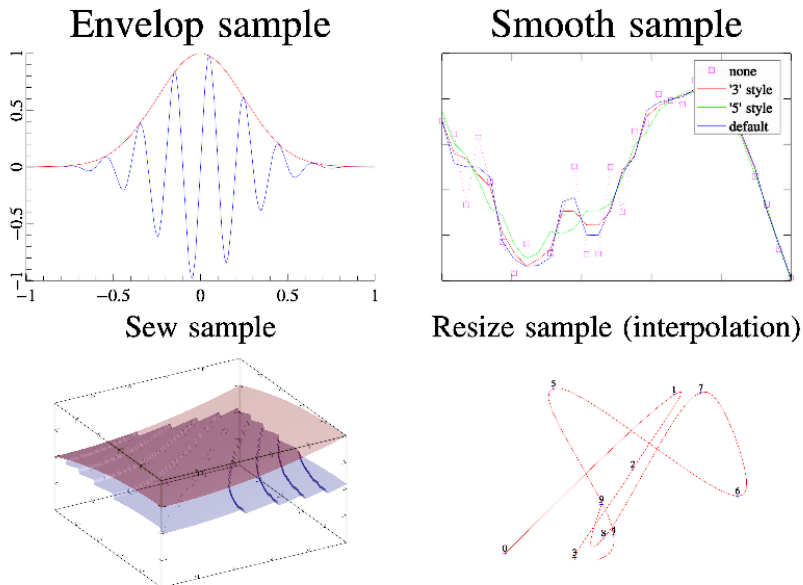 Envelop sample
Smooth sample
1
0.5
0
−0.5
−1
−1
−0.5
0
0.5
1
none
'3' style
'5' style
default
Sew sample
Resize sample (interpolation)
5
1
7
2
6
9
4
8
0
3